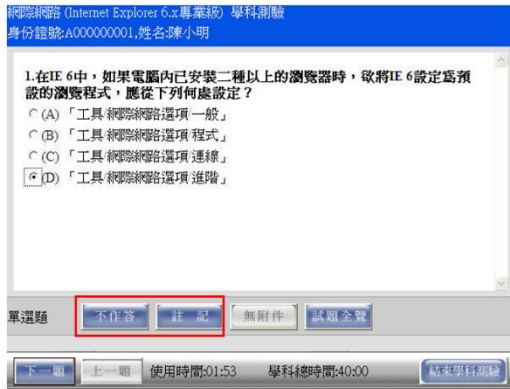 網際網路 (Internet Explorer 6.x專業級) 學科測驗
身份證號:A000000001,姓名:陳小明
1.在IE 6中，如果電腦內已安裝二種以上的瀏覽器時，欲將IE 6設定為預
設的瀏覽程式，應從下列何處設定？
(A) 「工具/網際網路選項/一般」
(B) 「工具/網際網路選項/程式」
(C) 「工具/網際網路選項/連線」
(D) 「工具/網際網路選項/進階」
單選題 不作答 註 記 無附件 試題全覽
下一題 上一題 使用時間:01:53 學科總時間:40:00 結束學科測驗